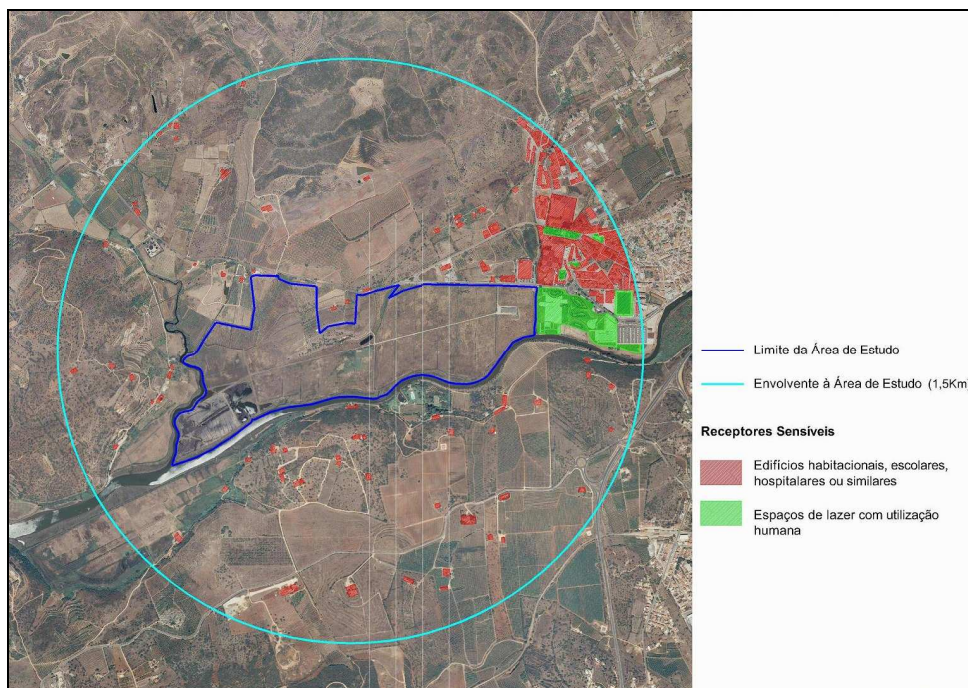 Limite da Área de Estudo
Envolvente à Área de Estudo (1,5Km)
Receptores Sensíveis
Edifícios habitacionais, escolares,
hospitalares ou similares
Espaços de lazer com utilização
humana